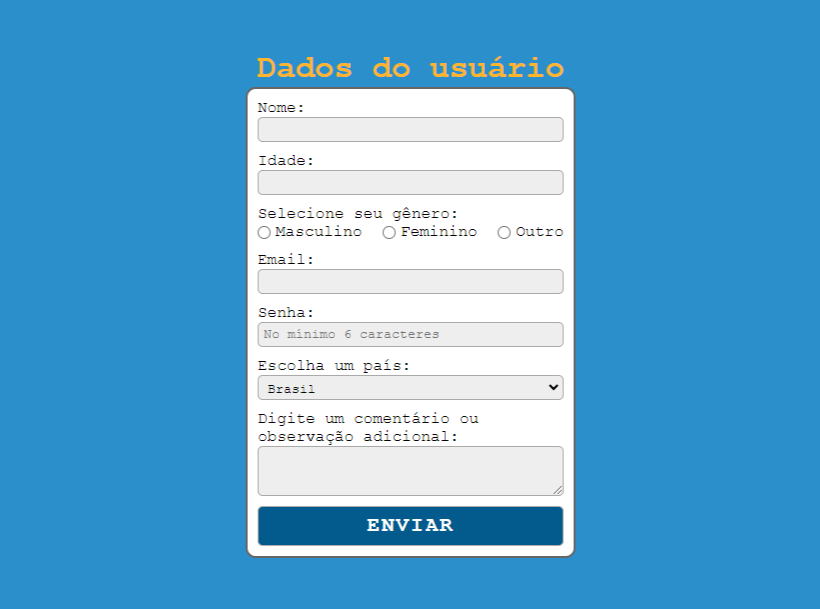 Dados do usuário
Nome:
Idade:
Selecione seu gênero:
Masculino Feminino Outro
Email:
Senha:
No mínimo 6 caracteres
Escolha um país:
Brasil
Digite um comentário ou
observação adicional:
ENVIAR